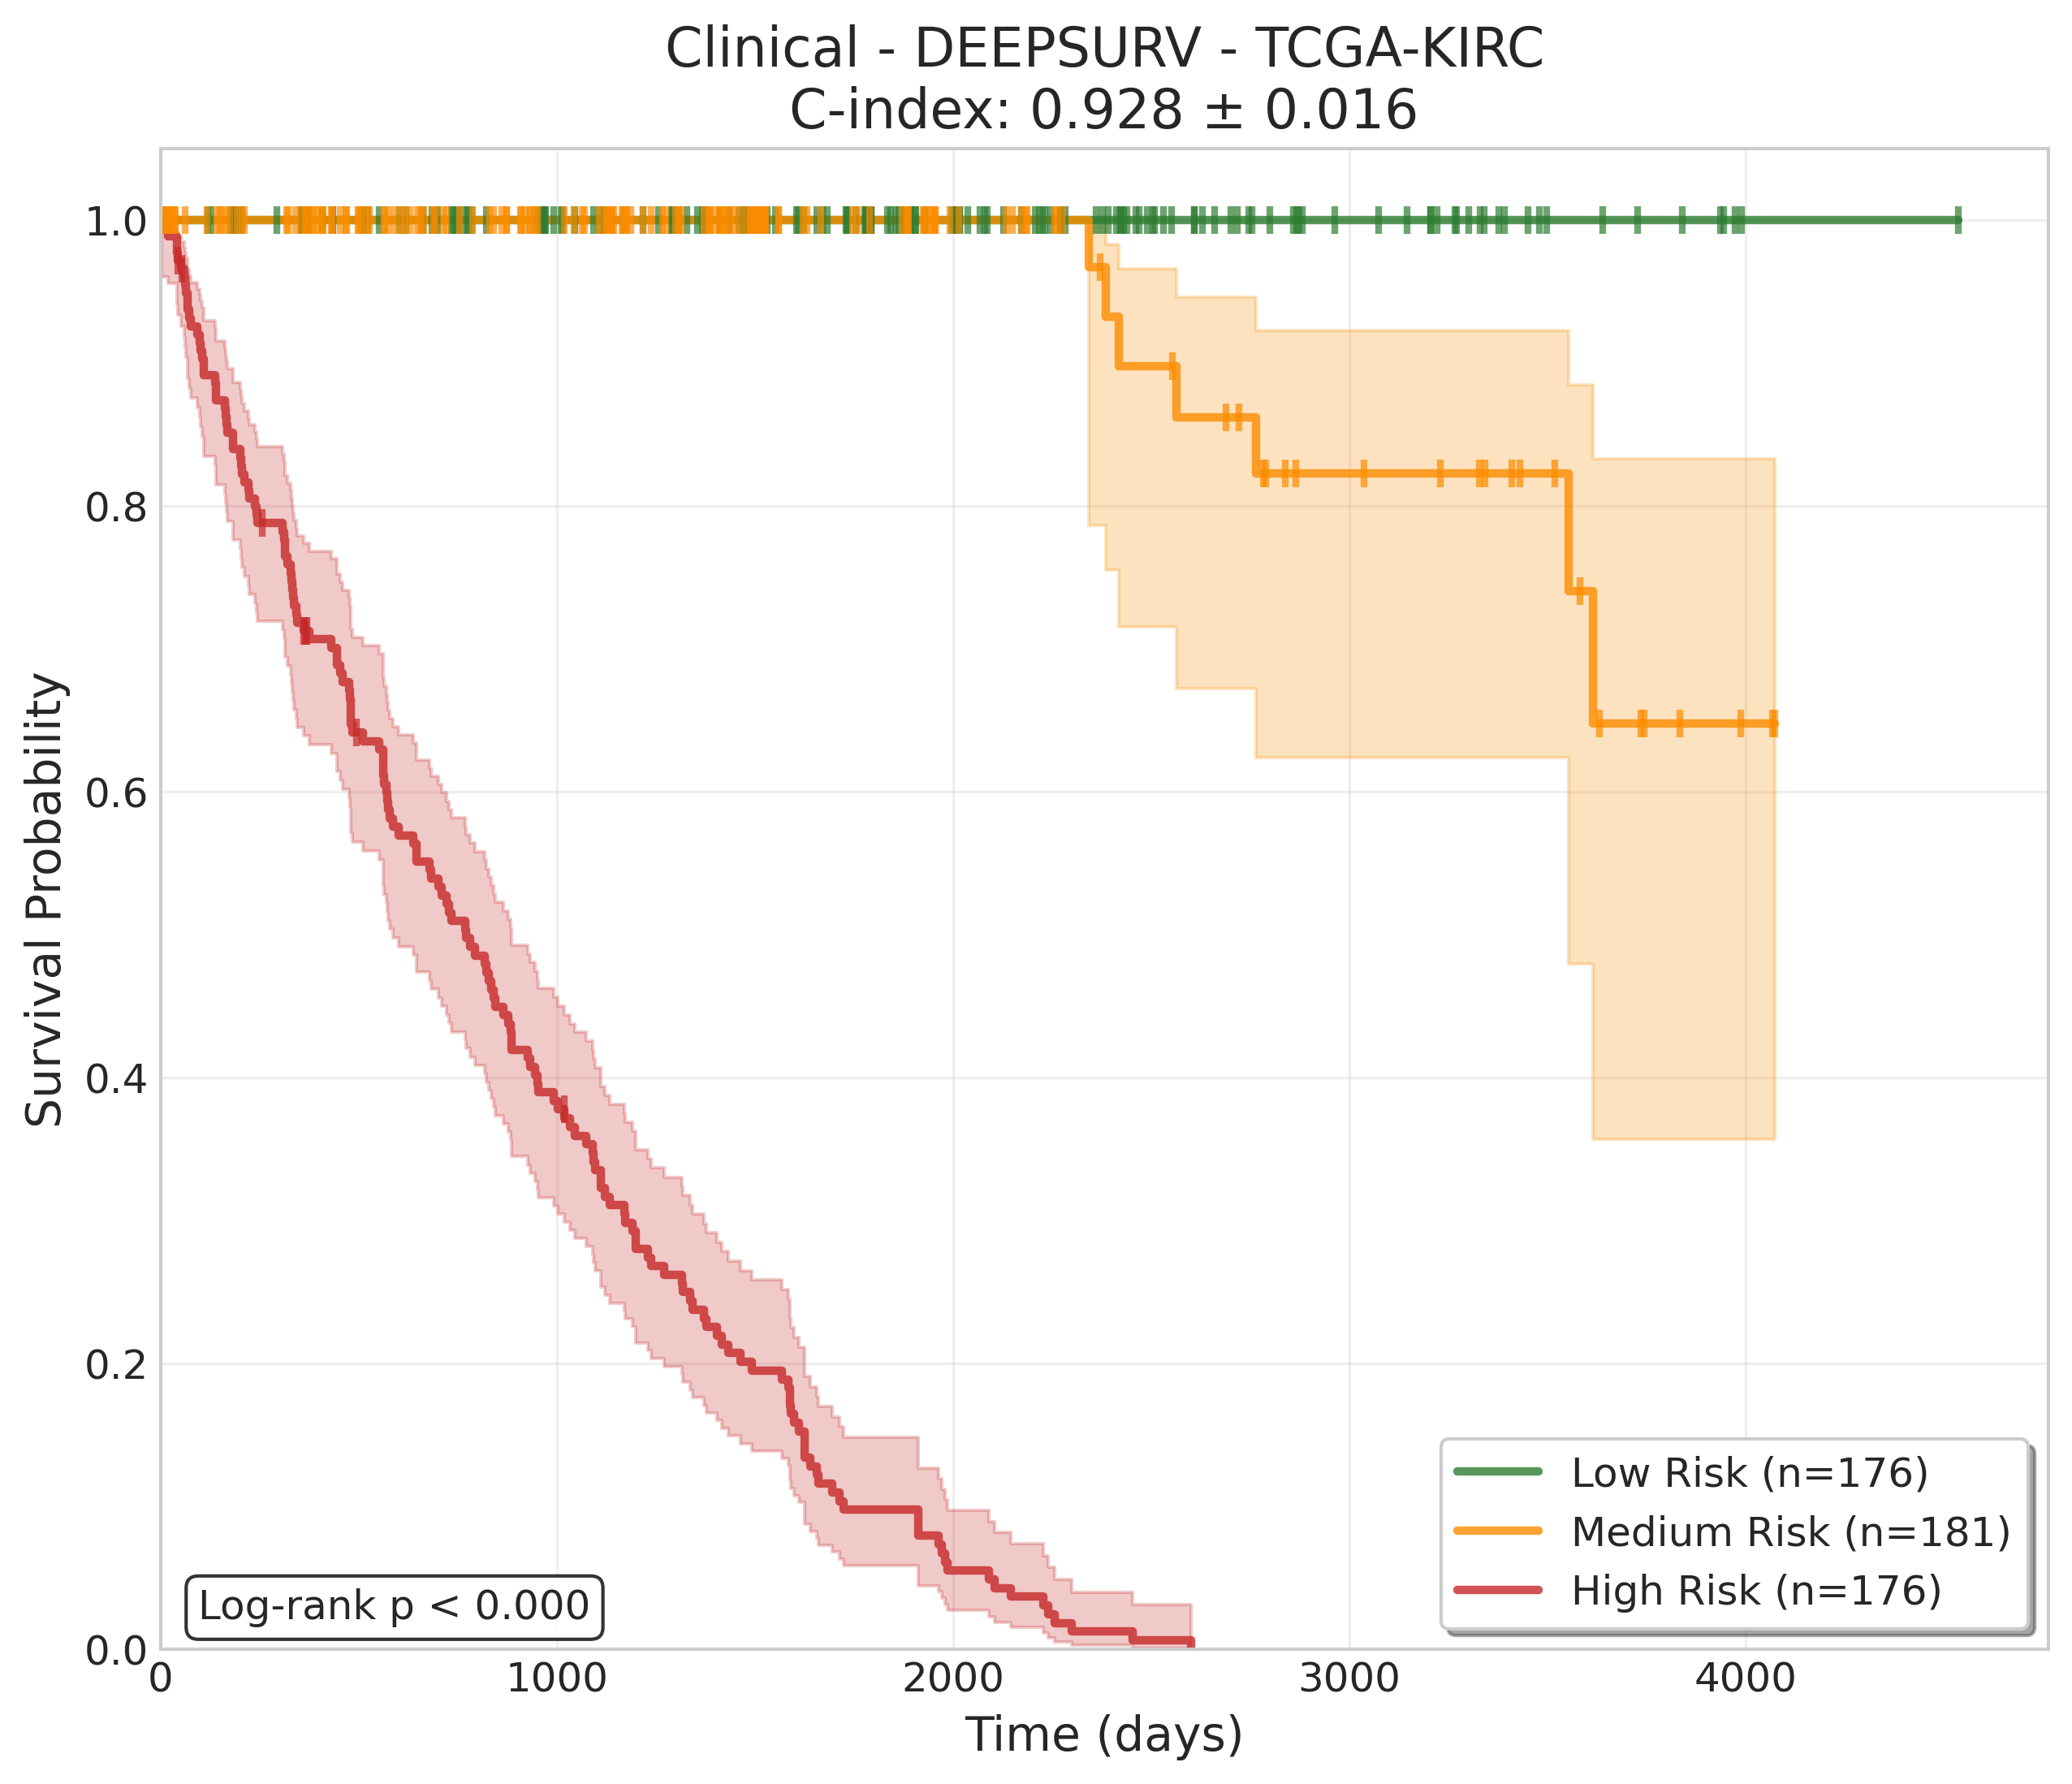 Clinical - DEEPSURV - TCGA-KIRC
C-index: 0.928 ± 0.016
Survival Probability
1.0
0.8
0.6
0.4
0.2
0.0
Log-rank p < 0.000
Low Risk (n=176)
Medium Risk (n=181)
High Risk (n=176)
0 1000 2000 3000 4000
Time (days)